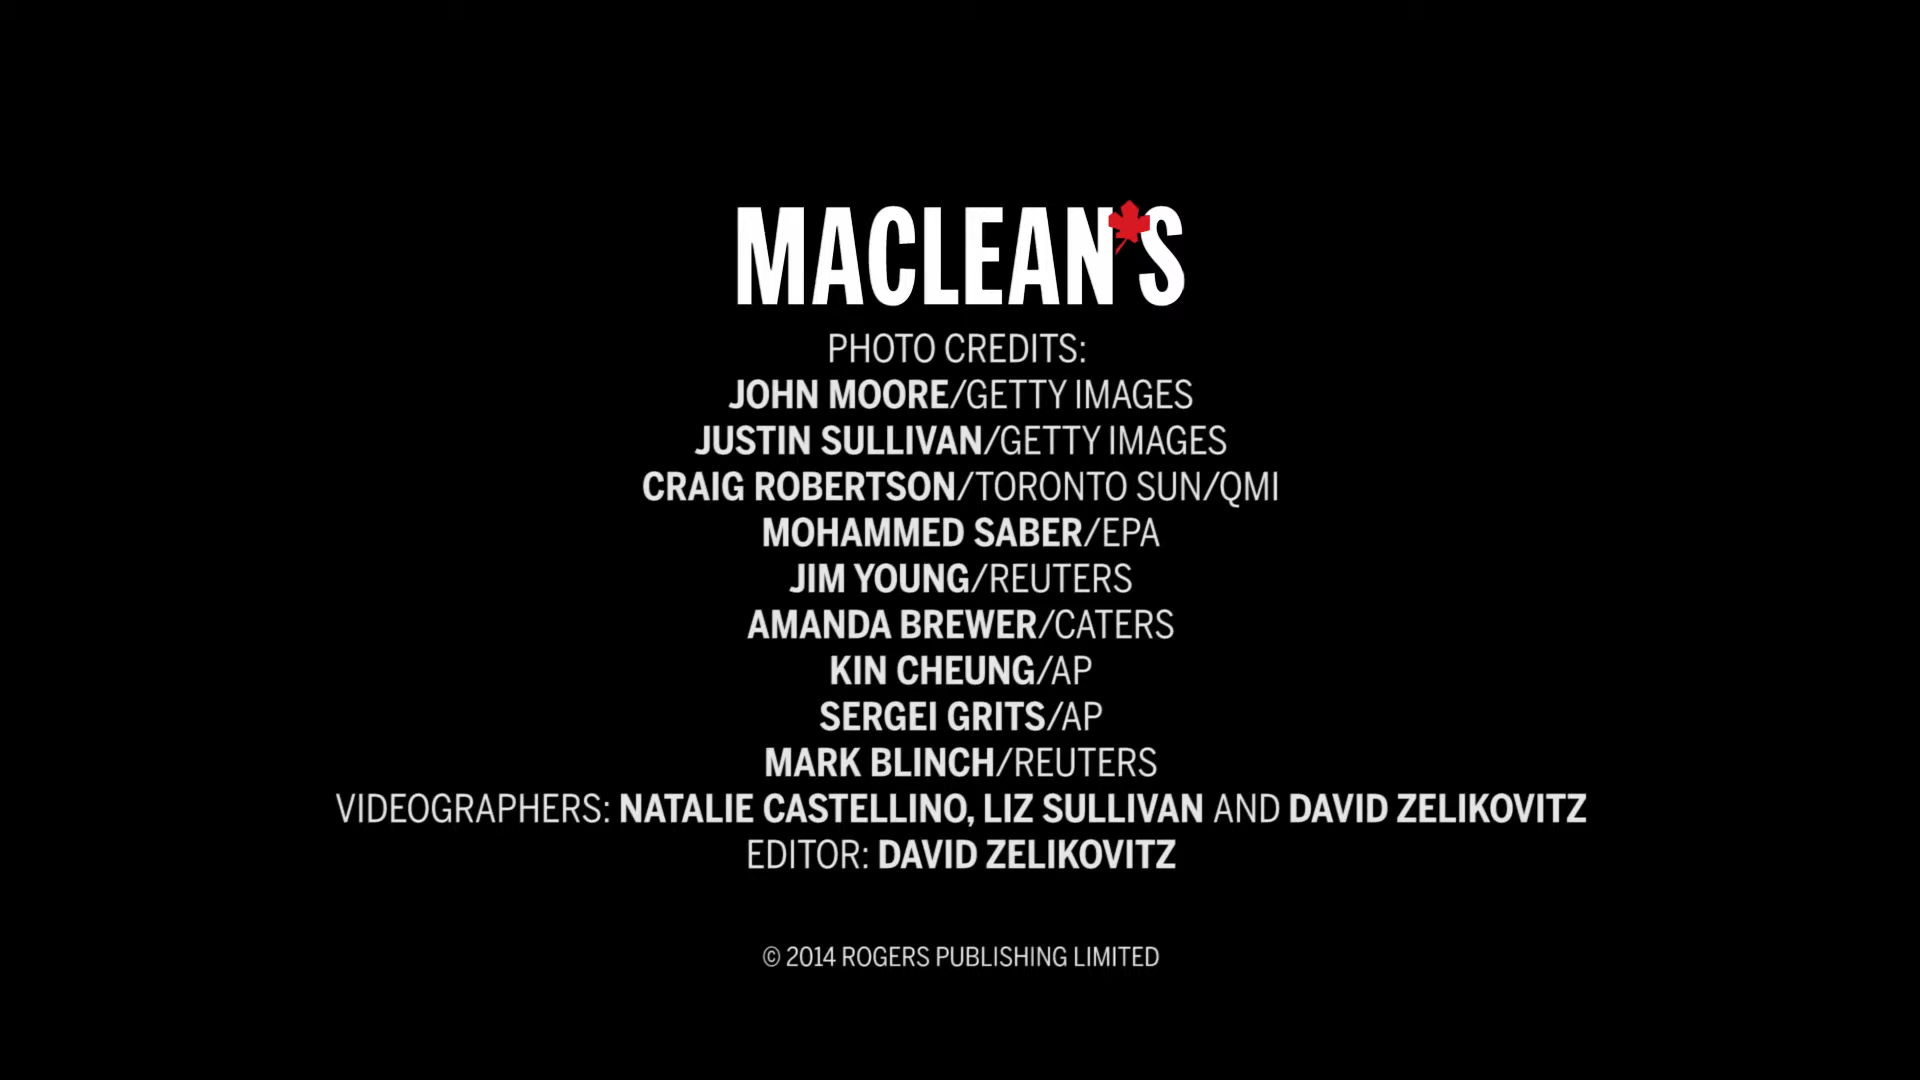 MACLEAN'S
PHOTO CREDITS:
JOHN MOORE/GETTY IMAGES
JUSTIN SULLIVAN/GETTY IMAGES
CRAIG ROBERTSON/TORONTO SUN/QMI
MOHAMMED SABER/EPA
JIM YOUNG/REUTERS
AMANDA BREWER/CATERS
KIN CHEUNG/AP
SERGEI GRITS/AP
MARK BLINCH/REUTERS
VIDEOGRAPHERS: NATALIE CASTELLINO, LIZ SULLIVAN AND DAVID ZELIKOVITZ
EDITOR: DAVID ZELIKOVITZ
© 2014 ROGERS PUBLISHING LIMITED